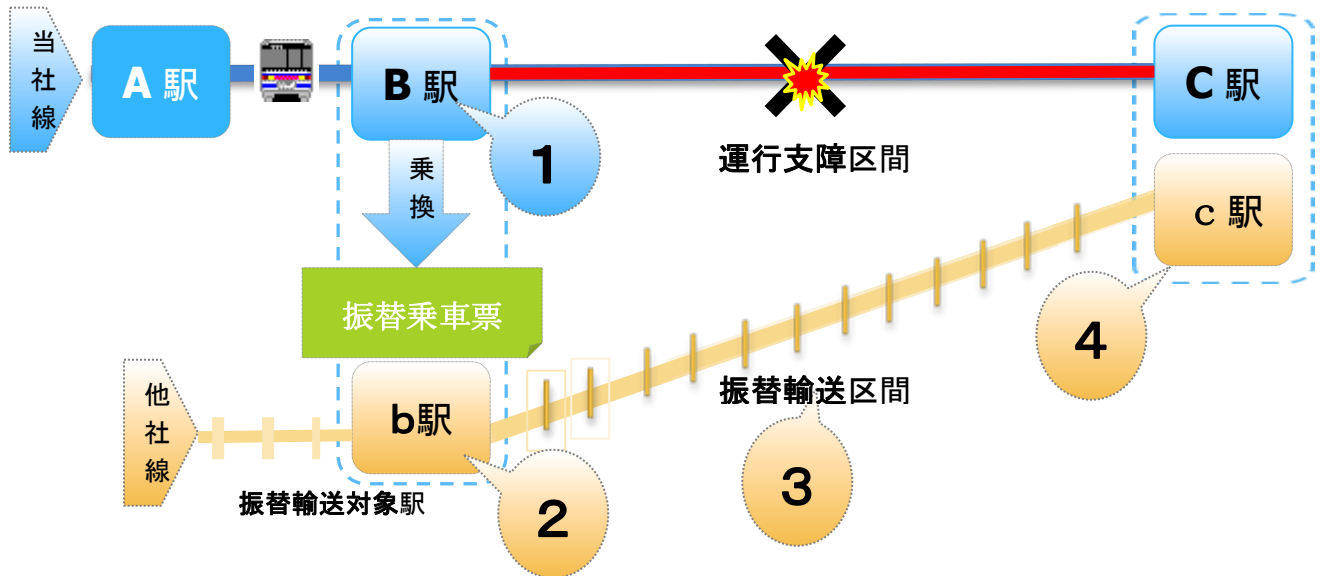 当社線
A 駅
B 駅
C 駅
1
乗換
運行支障区間
c 駅
振替乗車票
4
他社線
b駅
振替輸送区間
3
2
振替輸送対象駅